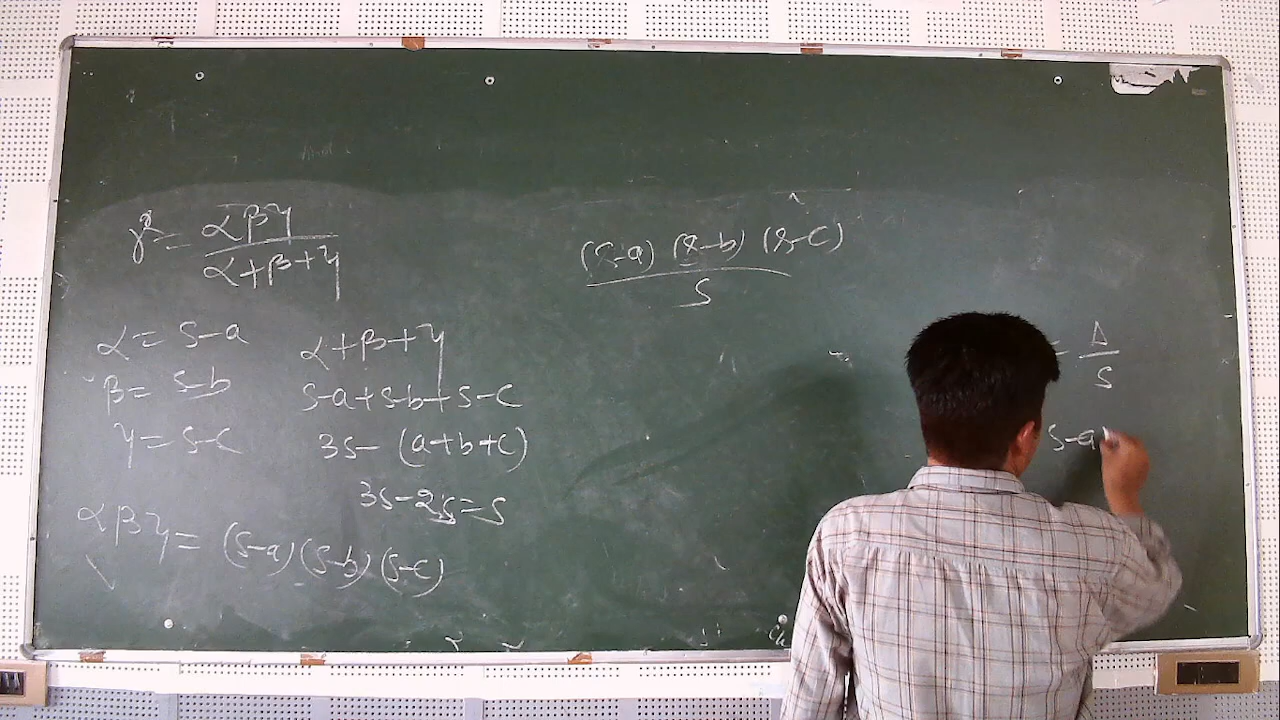 r² = αβγ / α+β+γ
α = s-a
β = s-b
γ = s-c
α+β+γ
s-a+s-b+s-c
3s-(a+b+c)
3s-2s=s
αβγ = (s-a)(s-b)(s-c)
(s-a)(s-b)(s-c) / s
= Δ / s
s-a